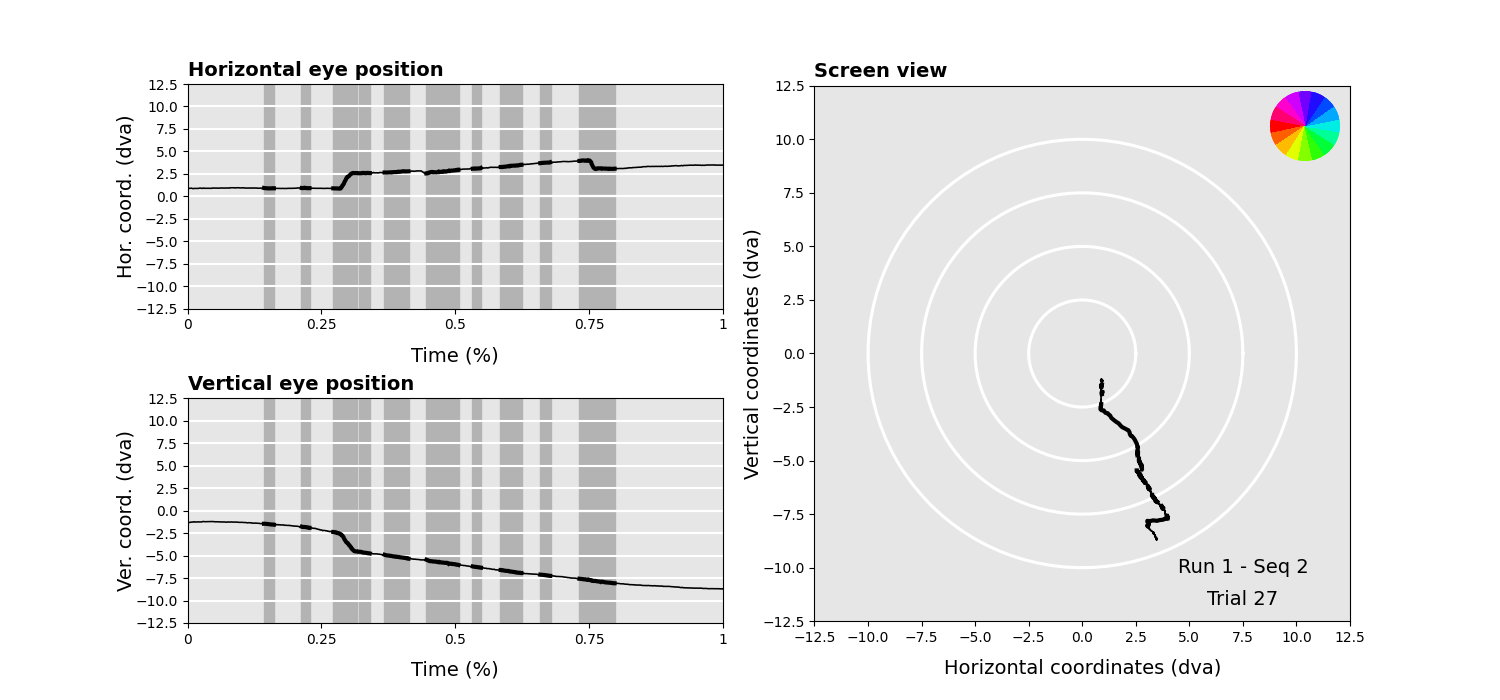 Horizontal eye position
Hor. coord. (dva)
12.5
10.0
7.5
5.0
2.5
0.0
−2.5
−5.0
−7.5
−10.0
−12.5
0 0.25 0.5 0.75 1
Time (%)
Vertical eye position
Ver. coord. (dva)
12.5
10.0
7.5
5.0
2.5
0.0
−2.5
−5.0
−7.5
−10.0
−12.5
0 0.25 0.5 0.75 1
Time (%)
Screen view
Vertical coordinates (dva)
12.5
10.0
7.5
5.0
2.5
0.0
−2.5
−5.0
−7.5
−10.0
−12.5
Run 1 - Seq 2
Trial 27
−12.5 −10.0 −7.5 −5.0 −2.5 0.0 2.5 5.0 7.5 10.0 12.5
Horizontal coordinates (dva)